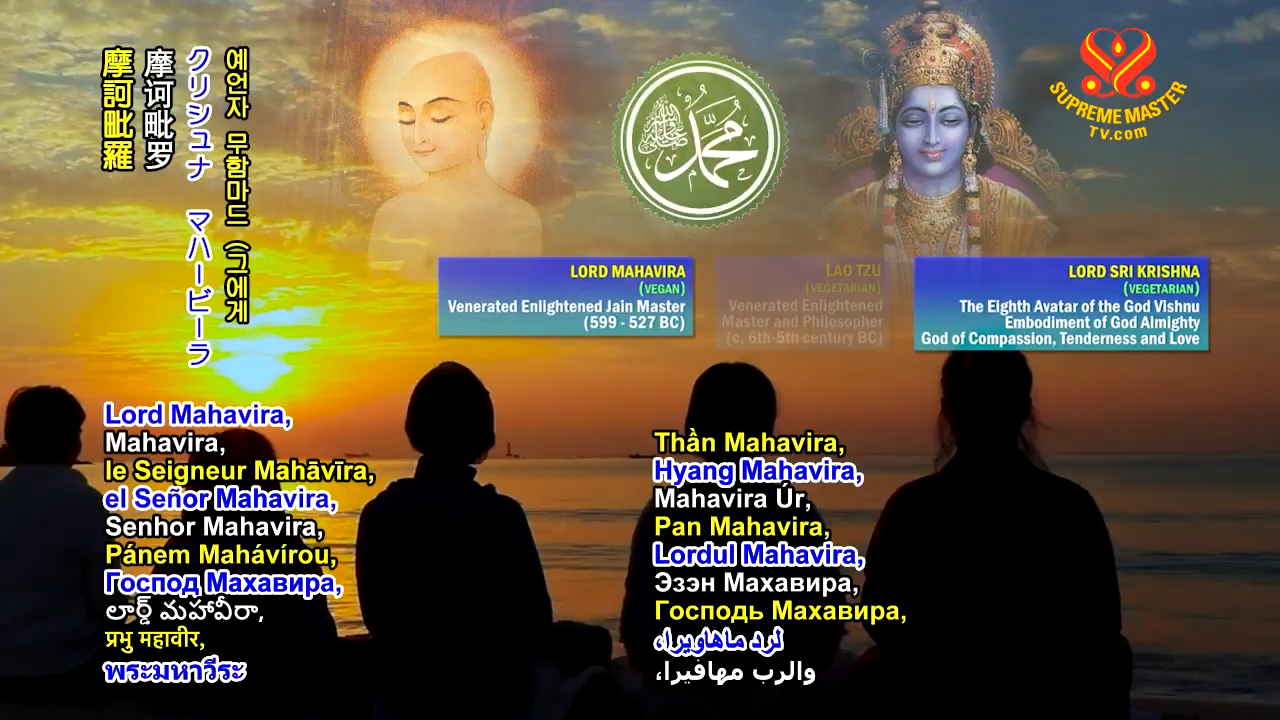 예언자 무함마드 (그에게
クリシュナ マハービーラ
摩诃毗罗
摩訶毗羅
SUPREME MASTER
TV.com
محمد
LORD MAHAVIRA
(VEGAN)
Venerated Enlightened Jain Master
(599 - 527 BC)
LAO TZU
(VEGETARIAN)
Venerated Enlightened
Master and Philosopher
(c. 6th-5th century BC)
LORD SRI KRISHNA
(VEGETARIAN)
The Eighth Avatar of the God Vishnu
Embodiment of God Almighty
God of Compassion, Tenderness and Love
Lord Mahavira,
Mahavira,
le Seigneur Mahāvīra,
el Señor Mahavira,
Senhor Mahavira,
Pánem Mahávírou,
Господ Махавира,
లార్డ్ మహావీరా,
प्रभु महावीर,
พระมหาวีระ
Thần Mahavira,
Hyang Mahavira,
Mahavira Úr,
Pan Mahavira,
Lordul Mahavira,
Эзэн Махавира,
Господь Махавира,
لرد ماهاویرا،
والرب مهافيرا،